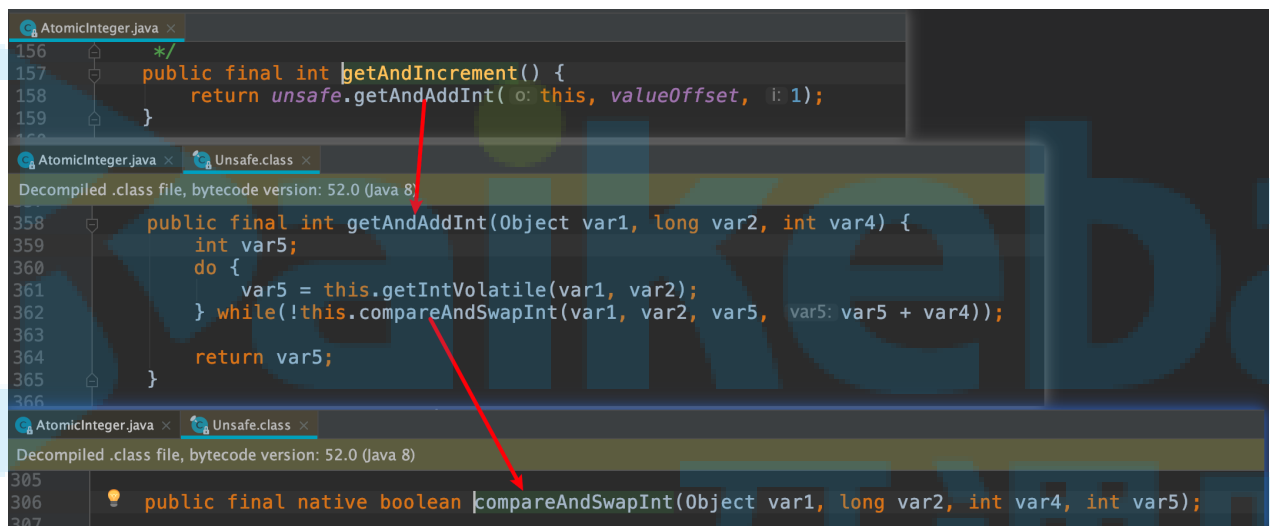 AtomicInteger.java ×
156 */
157 public final int getAndIncrement() {
158 return unsafe.getAndAddInt( o: this, valueOffset, i: 1);
159 }
AtomicInteger.java × Unsafe.class ×
Decompiled .class file, bytecode version: 52.0 (Java 8)
358 public final int getAndAddInt(Object var1, long var2, int var4) {
359 int var5;
360 do {
361 var5 = this.getIntVolatile(var1, var2);
362 } while(!this.compareAndSwapInt(var1, var2, var5, var5: var5 + var4));
363
364 return var5;
365 }
366
AtomicInteger.java × Unsafe.class ×
Decompiled .class file, bytecode version: 52.0 (Java 8)
305
306 public final native boolean compareAndSwapInt(Object var1, long var2, int var4, int var5);
307